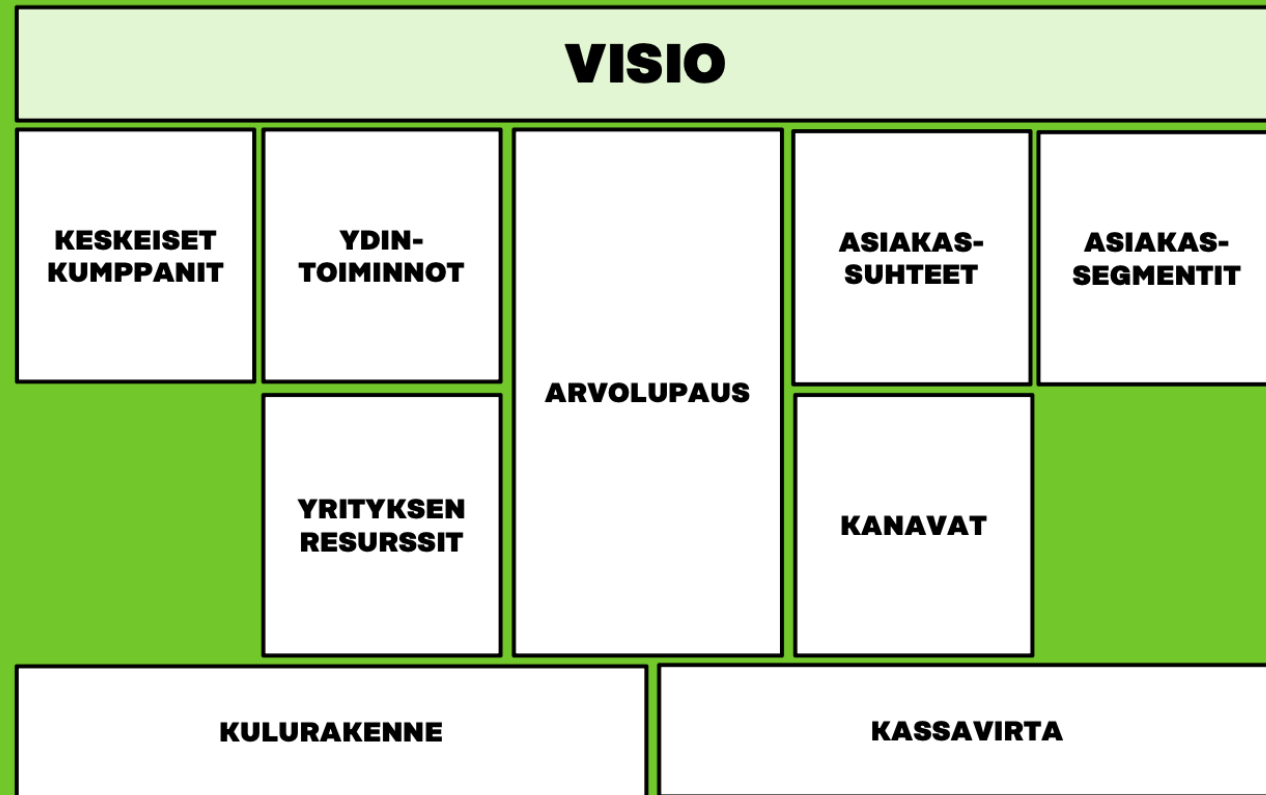 VISIO
KESKEISET
KUMPPANIT
YDIN-
TOIMINNOT
ARVOLUPAUS
ASIAKAS-
SUHTEET
ASIAKAS-
SEGMENTIT
YRITYKSEN
RESURSSIT
KANAVAT
KULURAKENNE
KASSAVIRTA